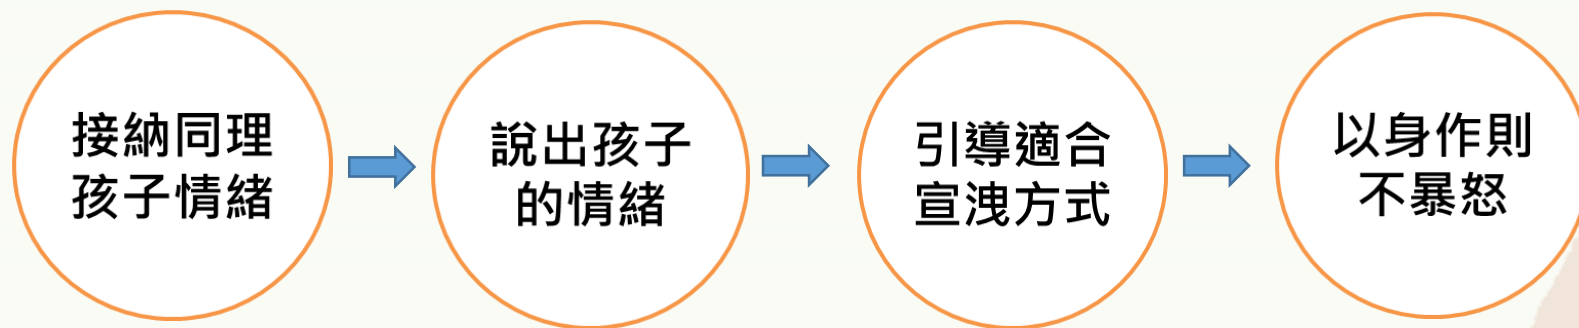 接納同理
孩子情緒
說出孩子
的情緒
引導適合
宣洩方式
以身作則
不暴怒